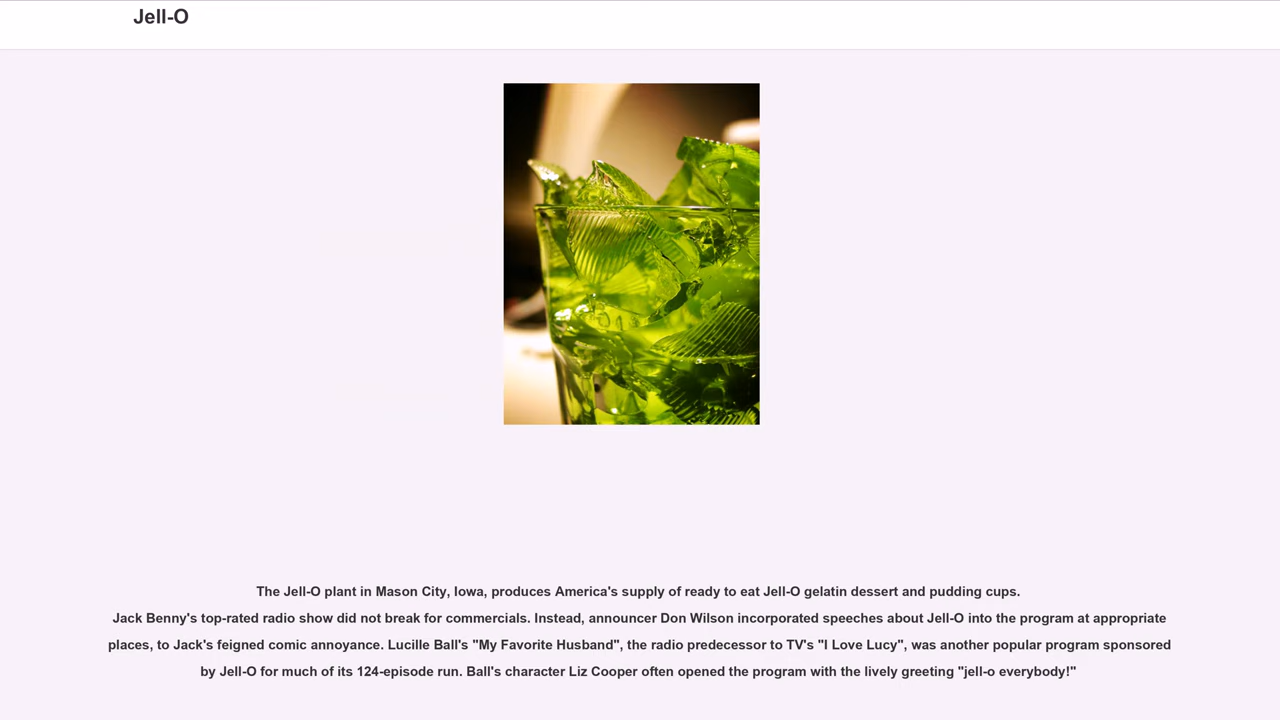 Jell-O
The Jell-O plant in Mason City, Iowa, produces America's supply of ready to eat Jell-O gelatin dessert and pudding cups.
Jack Benny's top-rated radio show did not break for commercials. Instead, announcer Don Wilson incorporated speeches about Jell-O into the program at appropriate
places, to Jack's feigned comic annoyance. Lucille Ball's "My Favorite Husband", the radio predecessor to TV's "I Love Lucy", was another popular program sponsored
by Jell-O for much of its 124-episode run. Ball's character Liz Cooper often opened the program with the lively greeting "jell-o everybody!"